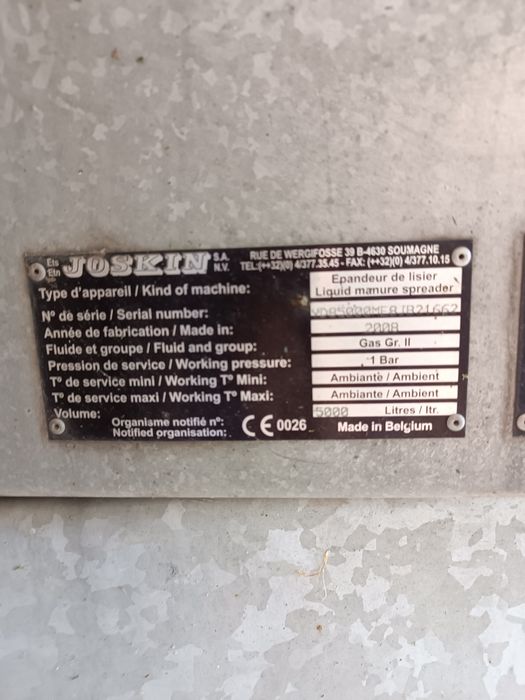 Ets Etn JOSKIN S.A. N.V.
RUE DE WERGIFOSSE 39 B-4630 SOUMAGNE
TEL:(++32)(0) 4/377.35.45 - FAX: (++32)(0) 4/377.10.15
Type d'appareil / Kind of machine:
Epandeur de lisier
Liquid manure spreader
N° de série / Serial number:
Année de fabrication / Made in: 2008
Fluide et groupe / Fluid and group: Gas Gr. II
Pression de service / Working pressure: 1 Bar
T° de service mini / Working T° Mini: Ambiante / Ambient
T° de service maxi / Working T° Maxi: Ambiante / Ambient
Volume: 5000 Litres / ltr.
Organisme notifié n°:
Notified organisation: CE 0026 Made in Belgium